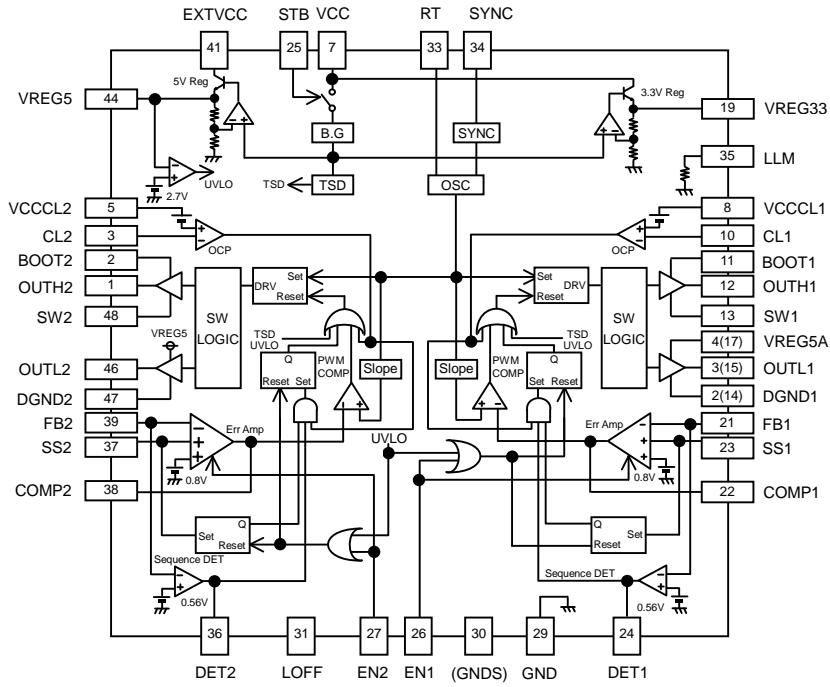 EXTVCC STB VCC RT SYNC
41 25 7 33 34
5V Reg 3.3V Reg
VREG5 44 19 VREG33
B.G SYNC
35 LLM
UVLO TSD TSD OSC
2.7V
VCCCL2 5 8 VCCCL1
CL2 3 10 CL1
OCP OCP
BOOT2 2 11 BOOT1
Set Set
OUTH2 1 DRV DRV 12 OUTH1
Reset Reset
SW2 48 SW LOGIC SW LOGIC 13 SW1
VREG5 TSD UVLO TSD UVLO 4(17) VREG5A
Q PWM COMP Slope Slope PWM COMP Q
OUTL2 46 3(15) OUTL1
Reset Set Set Reset
DGND2 47 2(14) DGND1
FB2 39 21 FB1
Err Amp UVLO Err Amp
SS2 37 23 SS1
0.8V 0.8V
COMP2 38 22 COMP1
Q Q
Set Set
Reset Reset
Sequence DET Sequence DET
0.56V 0.56V
36 31 27 26 30 29 24
DET2 LOFF EN2 EN1 (GNDS) GND DET1